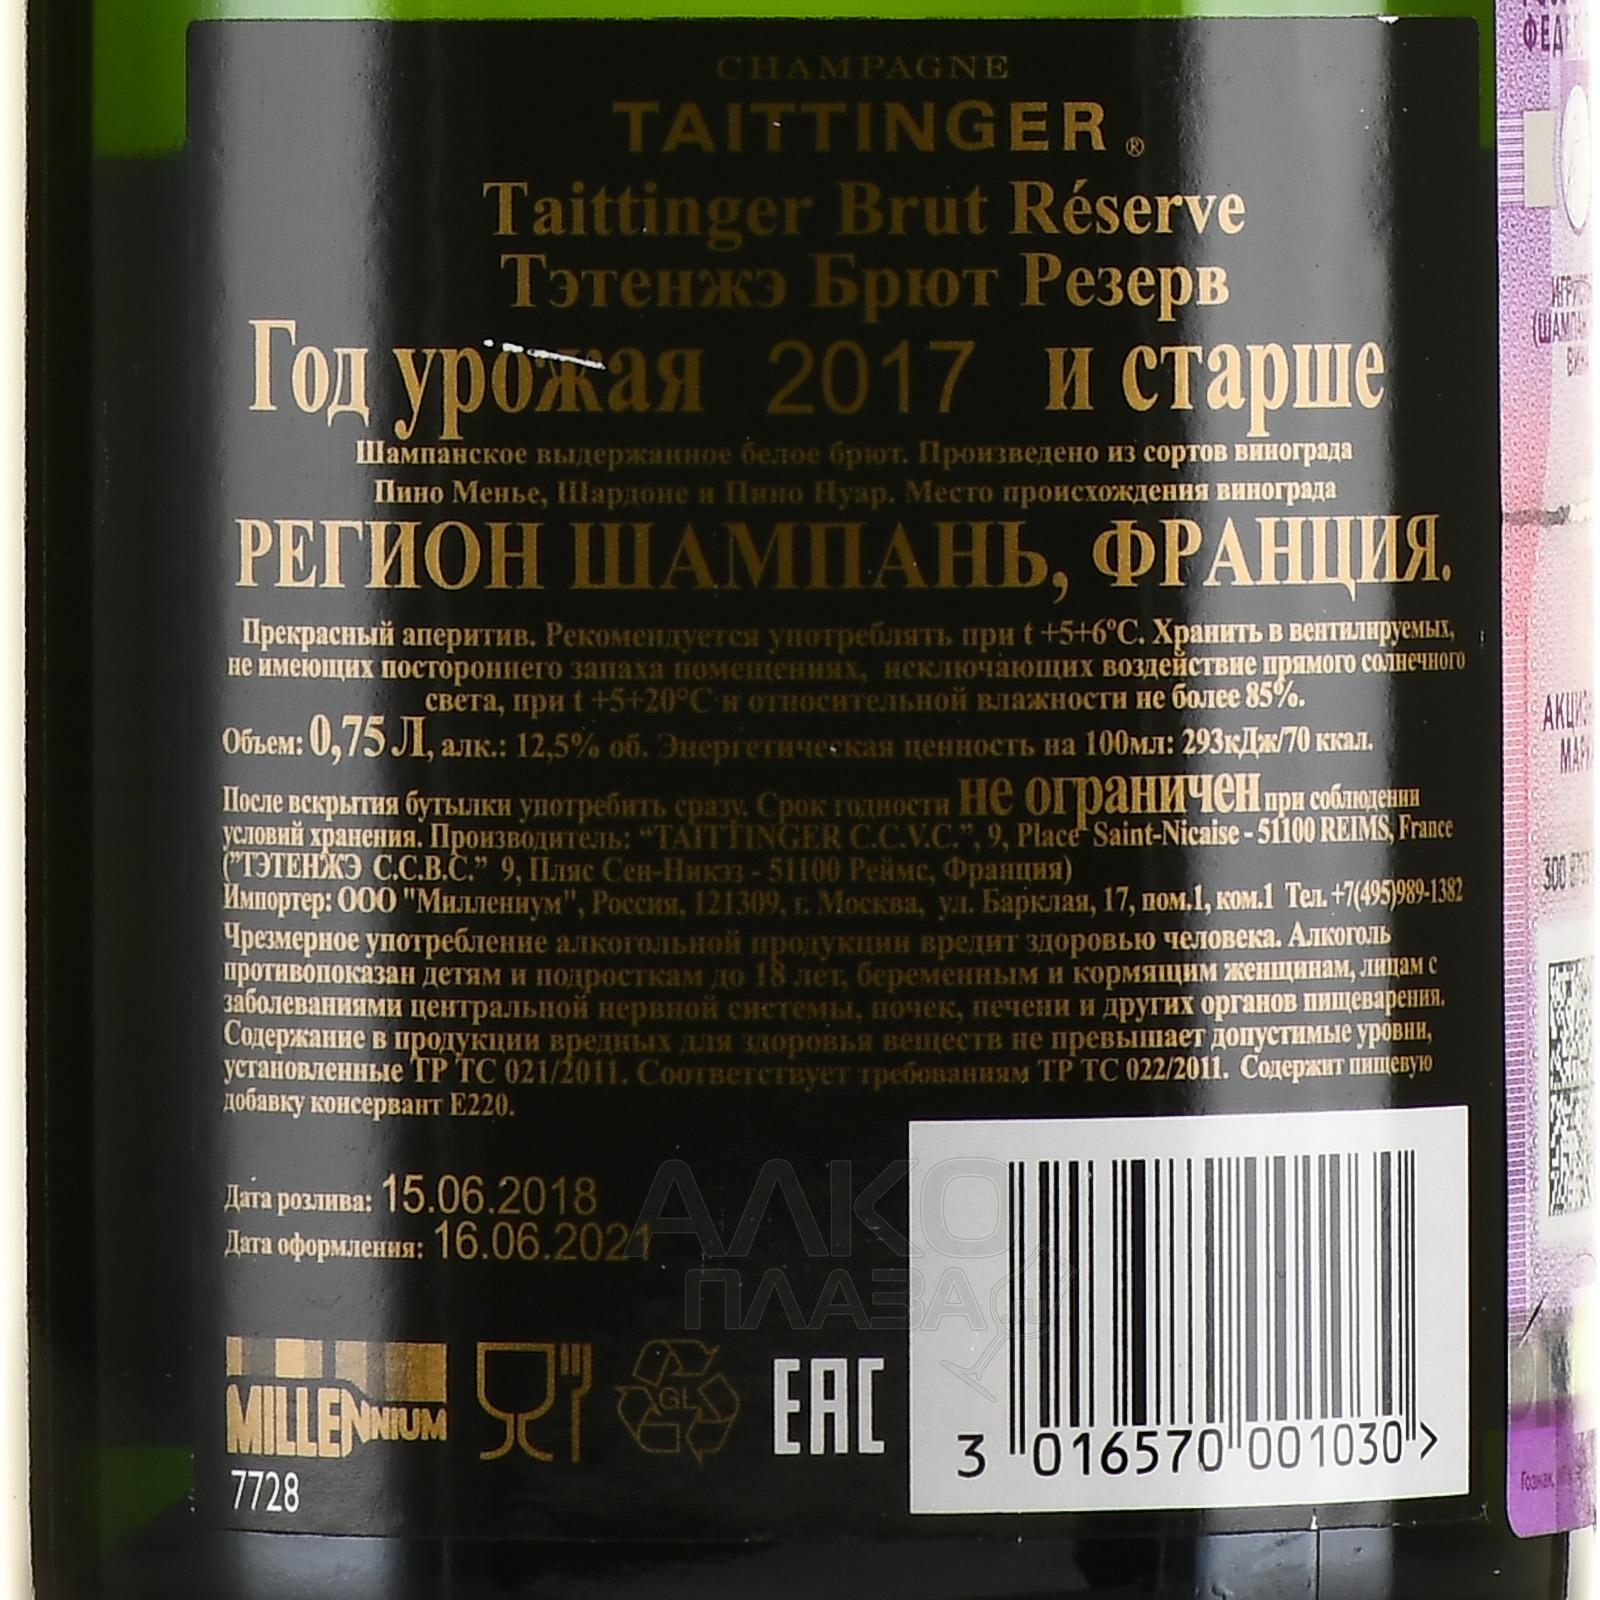 CHAMPAGNE
TAITTINGER ®
Taittinger Brut Réserve
Тэтенжэ Брют Резерв
Год урожая 2017 и старше
Шампанское выдержанное белое брют. Произведено из сортов винограда
Пино Менье, Шардоне и Пино Нуар. Место происхождения винограда
РЕГИОН ШАМПАНЬ, ФРАНЦИЯ.
Прекрасный аперитив. Рекомендуется употреблять при t +5+6°C. Хранить в вентилируемых,
не имеющих постороннего запаха помещениях, исключающих воздействие прямого солнечного
света, при t +5+20°C и относительной влажности не более 85%.
Объем: 0,75 Л, алк.: 12,5% об. Энергетическая ценность на 100мл: 293кДж/70 ккал.
После вскрытия бутылки употребить сразу. Срок годности не ограничен при соблюдении
условий хранения. Производитель: “TAITTINGER C.C.V.C.”, 9, Place Saint-Nicaise - 51100 REIMS, France
("ТЭТЕНЖЭ С.С.В.С.” 9, Пляс Сен-Никэз - 51100 Реймс, Франция)
Импортер: ООО "Миллениум", Россия, 121309, г. Москва, ул. Барклая, 17, пом.1, ком.1 Тел. +7(495)989-1382
Чрезмерное употребление алкогольной продукции вредит здоровью человека. Алкоголь
противопоказан детям и подросткам до 18 лет, беременным и кормящим женщинам, лицам с
заболеваниями центральной нервной системы, почек, печени и других органов пищеварения.
Содержание в продукции вредных для здоровья веществ не превышает допустимые уровни,
установленные ТР ТС 021/2011. Соответствует требованиям ТР ТС 022/2011. Содержит пищевую
добавку консервант Е220.
Дата розлива: 15.06.2018
Дата оформления: 16.06.2021
АЛКО
ПЛАЗА
MILLENNIUM
GL
EAC
7728
3 016570 001030 >